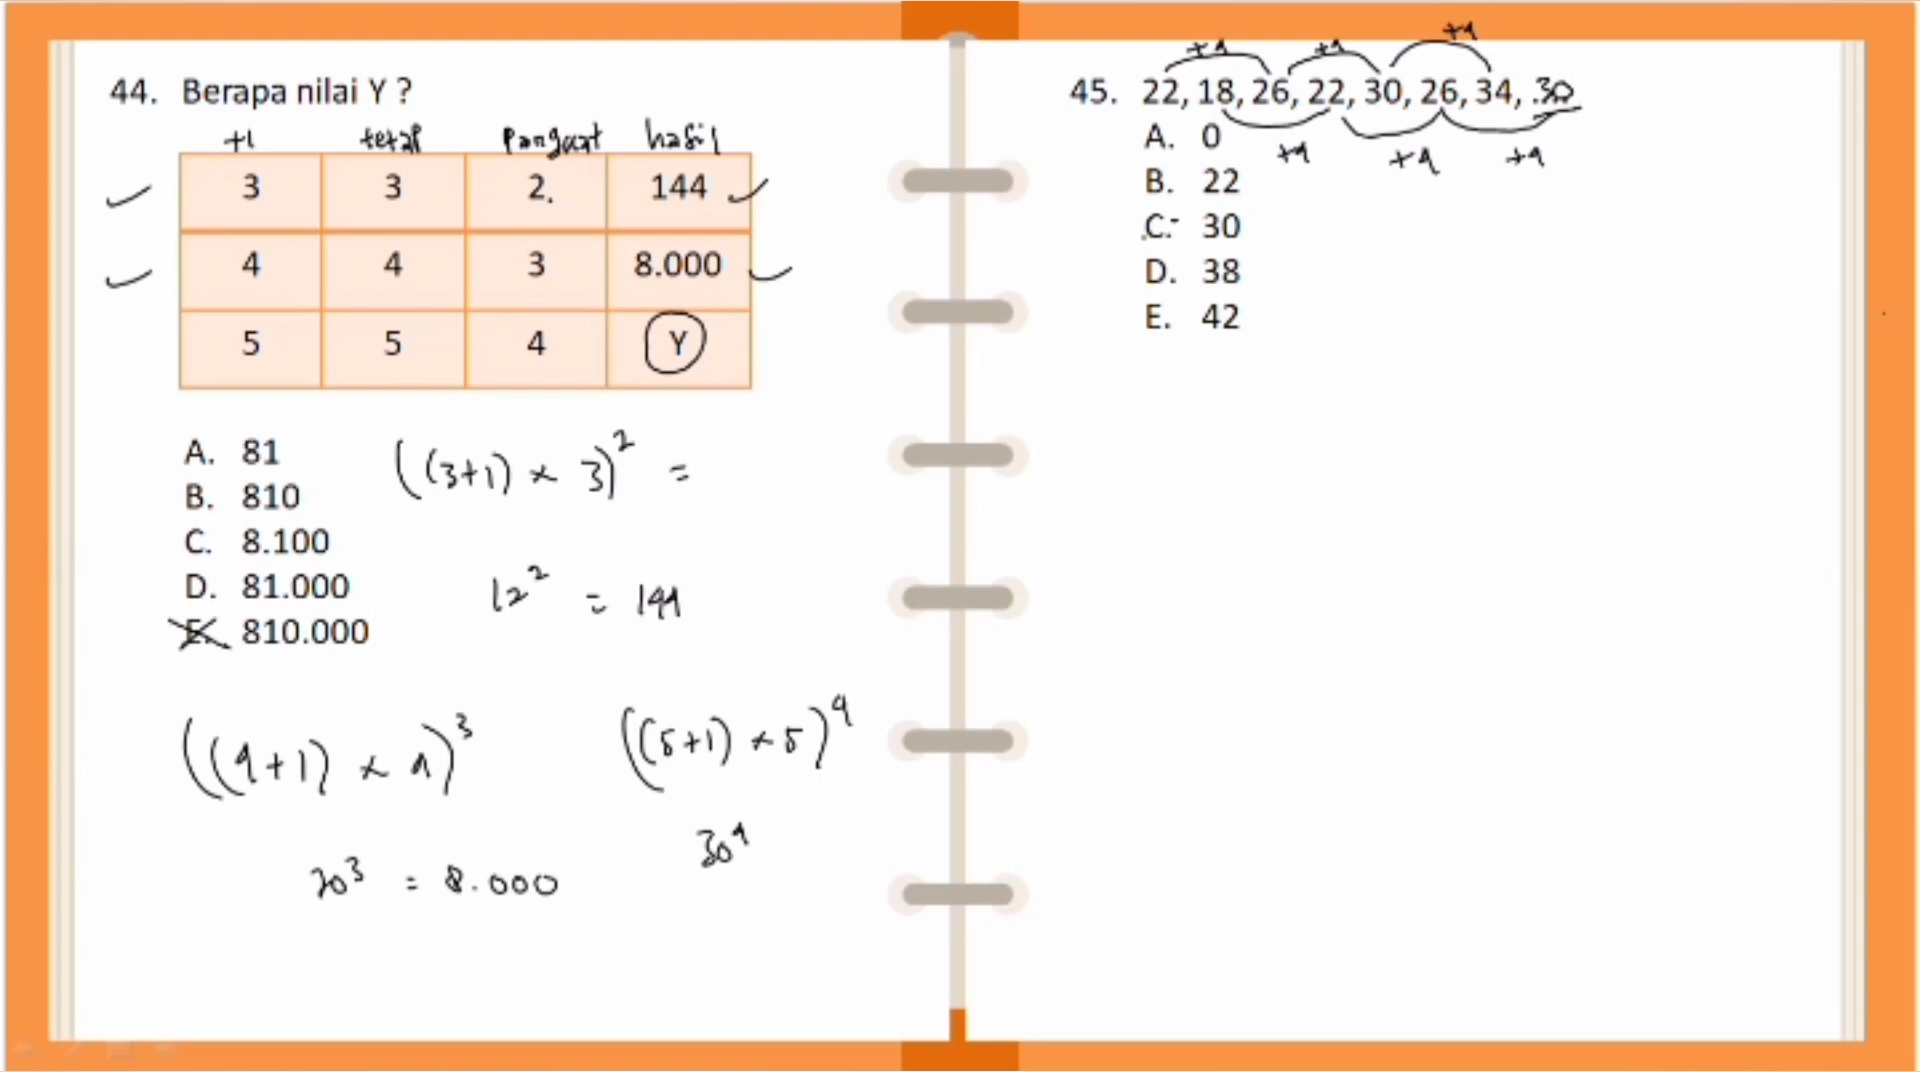 44. Berapa nilai Y ?
+1 tetap Pangkat hasil
3 3 2. 144
4 4 3 8.000
5 5 4 Y
A. 81
B. 810
C. 8.100
D. 81.000
E. 810.000
((3+1) × 3)² =
12² = 144
((4+1) × 4)³
20³ = 8.000
((5+1) × 5)⁴
30⁴
+4 +4 +4
45. 22, 18, 26, 22, 30, 26, 34, 30
+4 +4 +4
A. 0
B. 22
C. 30
D. 38
E. 42